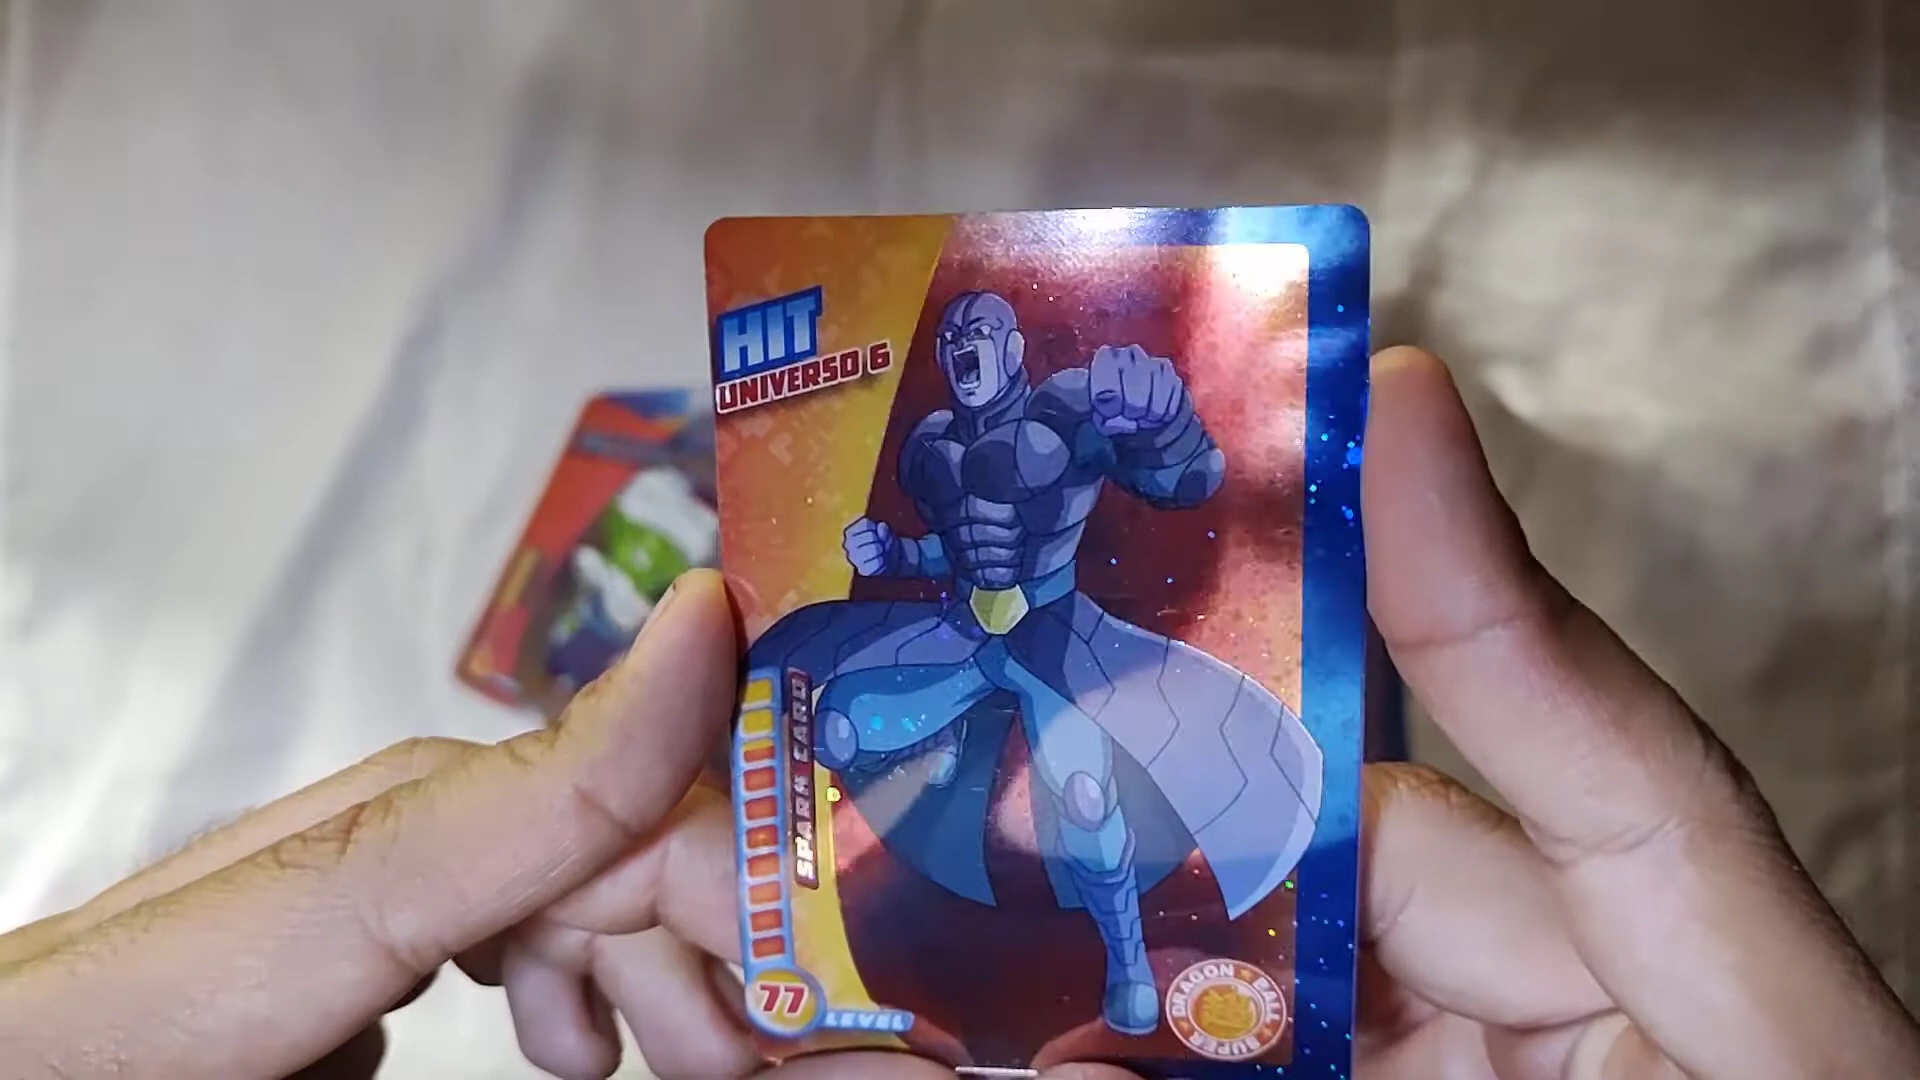 HIT
UNIVERSO 6
SPARK CARD
77
LEVEL
DRAGON BALL
SUPER